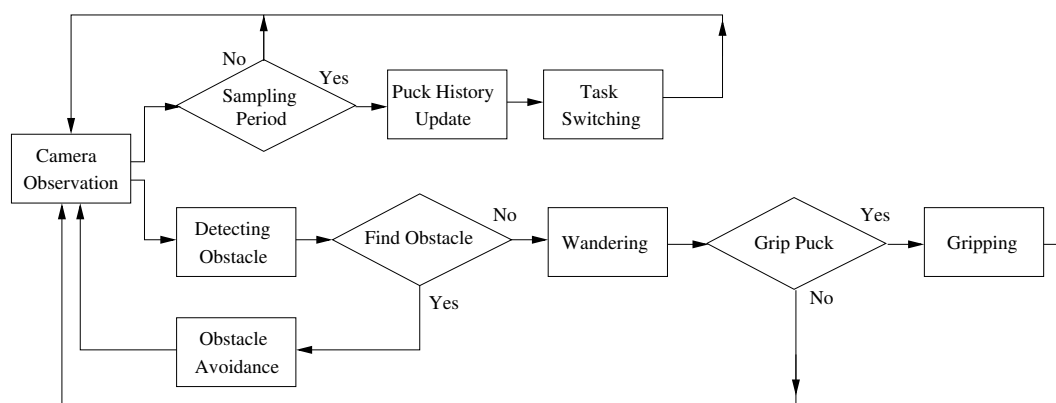 No
Yes
Sampling
Period
Puck History
Update
Task
Switching
Camera
Observation
Detecting
Obstacle
Find Obstacle
No
Yes
Wandering
Grip Puck
Yes
No
Gripping
Obstacle
Avoidance